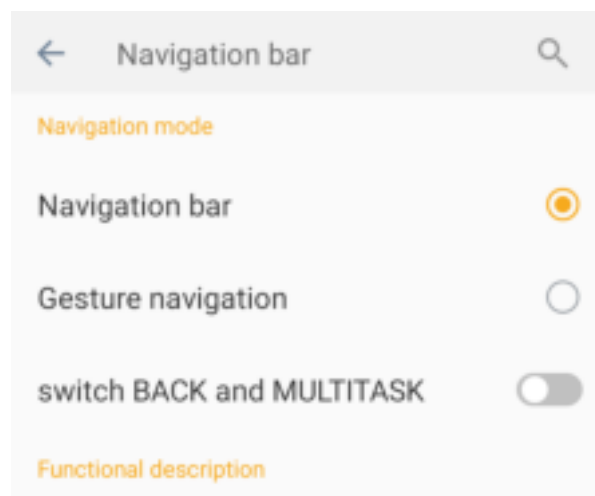 Navigation bar
Navigation mode
Navigation bar
Gesture navigation
switch BACK and MULTITASK
Functional description